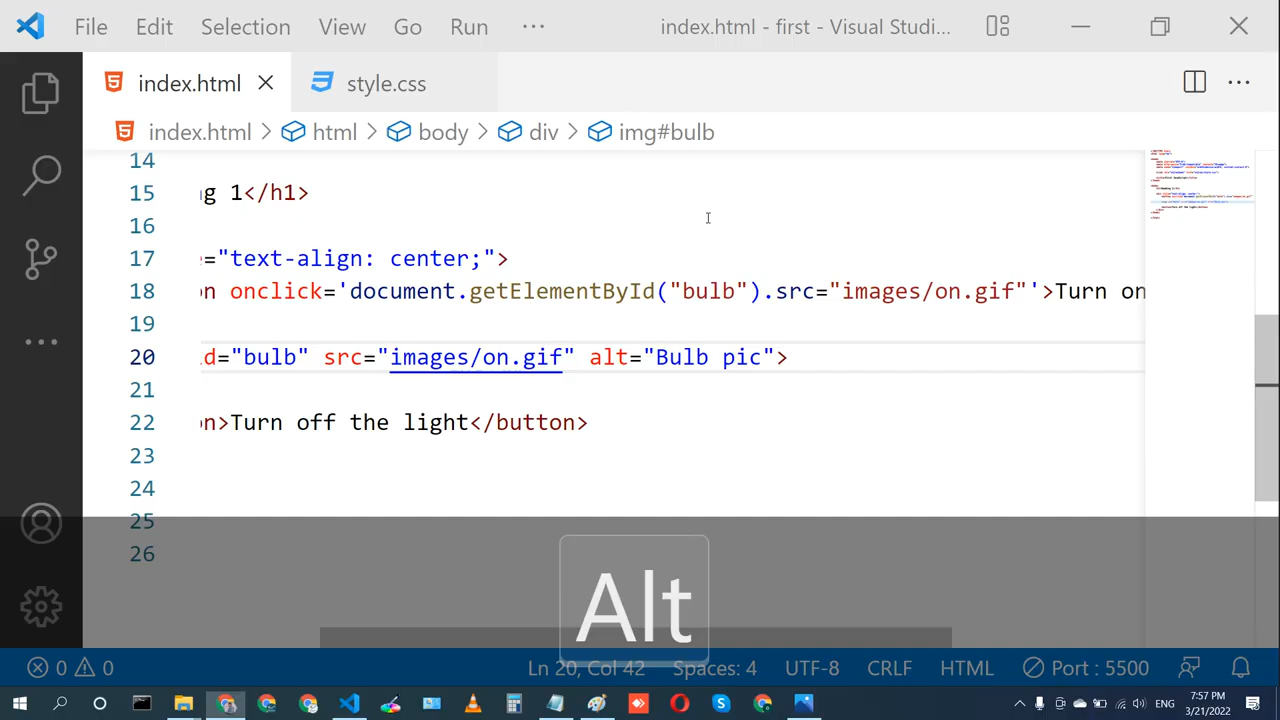 File Edit Selection View Go Run ··· index.html - first - Visual Studi...
index.html style.css
index.html > html > body > div > img#bulb
14
15 g 1</h1>
16
17 ="text-align: center;">
18 on onclick='document.getElementById("bulb").src="images/on.gif"'>Turn on
19
20 d="bulb" src="images/on.gif" alt="Bulb pic">
21
22 on>Turn off the light</button>
23
24
25
26
Alt
0 0 Ln 20, Col 42 Spaces: 4 UTF-8 CRLF HTML Port : 5500
ENG 7:57 PM
3/21/2022